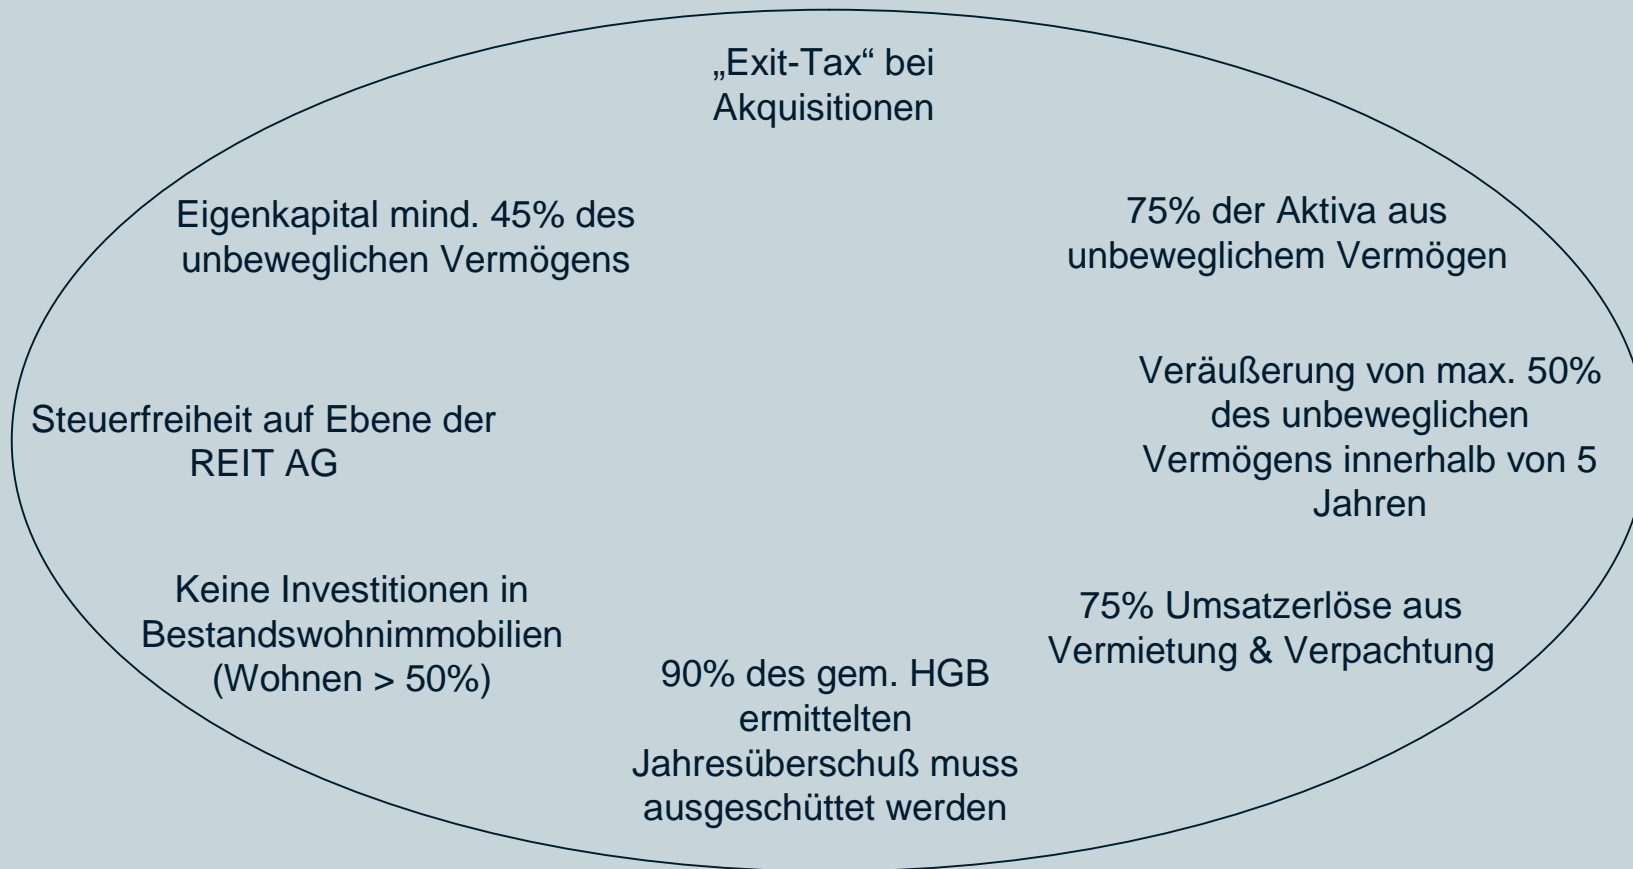 „Exit-Tax“ bei
Akquisitionen
Eigenkapital mind. 45% des
unbeweglichen Vermögens
75% der Aktiva aus
unbeweglichem Vermögen
Steuerfreiheit auf Ebene der
REIT AG
Veräußerung von max. 50%
des unbeweglichen
Vermögens innerhalb von 5
Jahren
Keine Investitionen in
Bestandswohnimmobilien
(Wohnen > 50%)
90% des gem. HGB
ermittelten
Jahresüberschuß muss
ausgeschüttet werden
75% Umsatzerlöse aus
Vermietung & Verpachtung